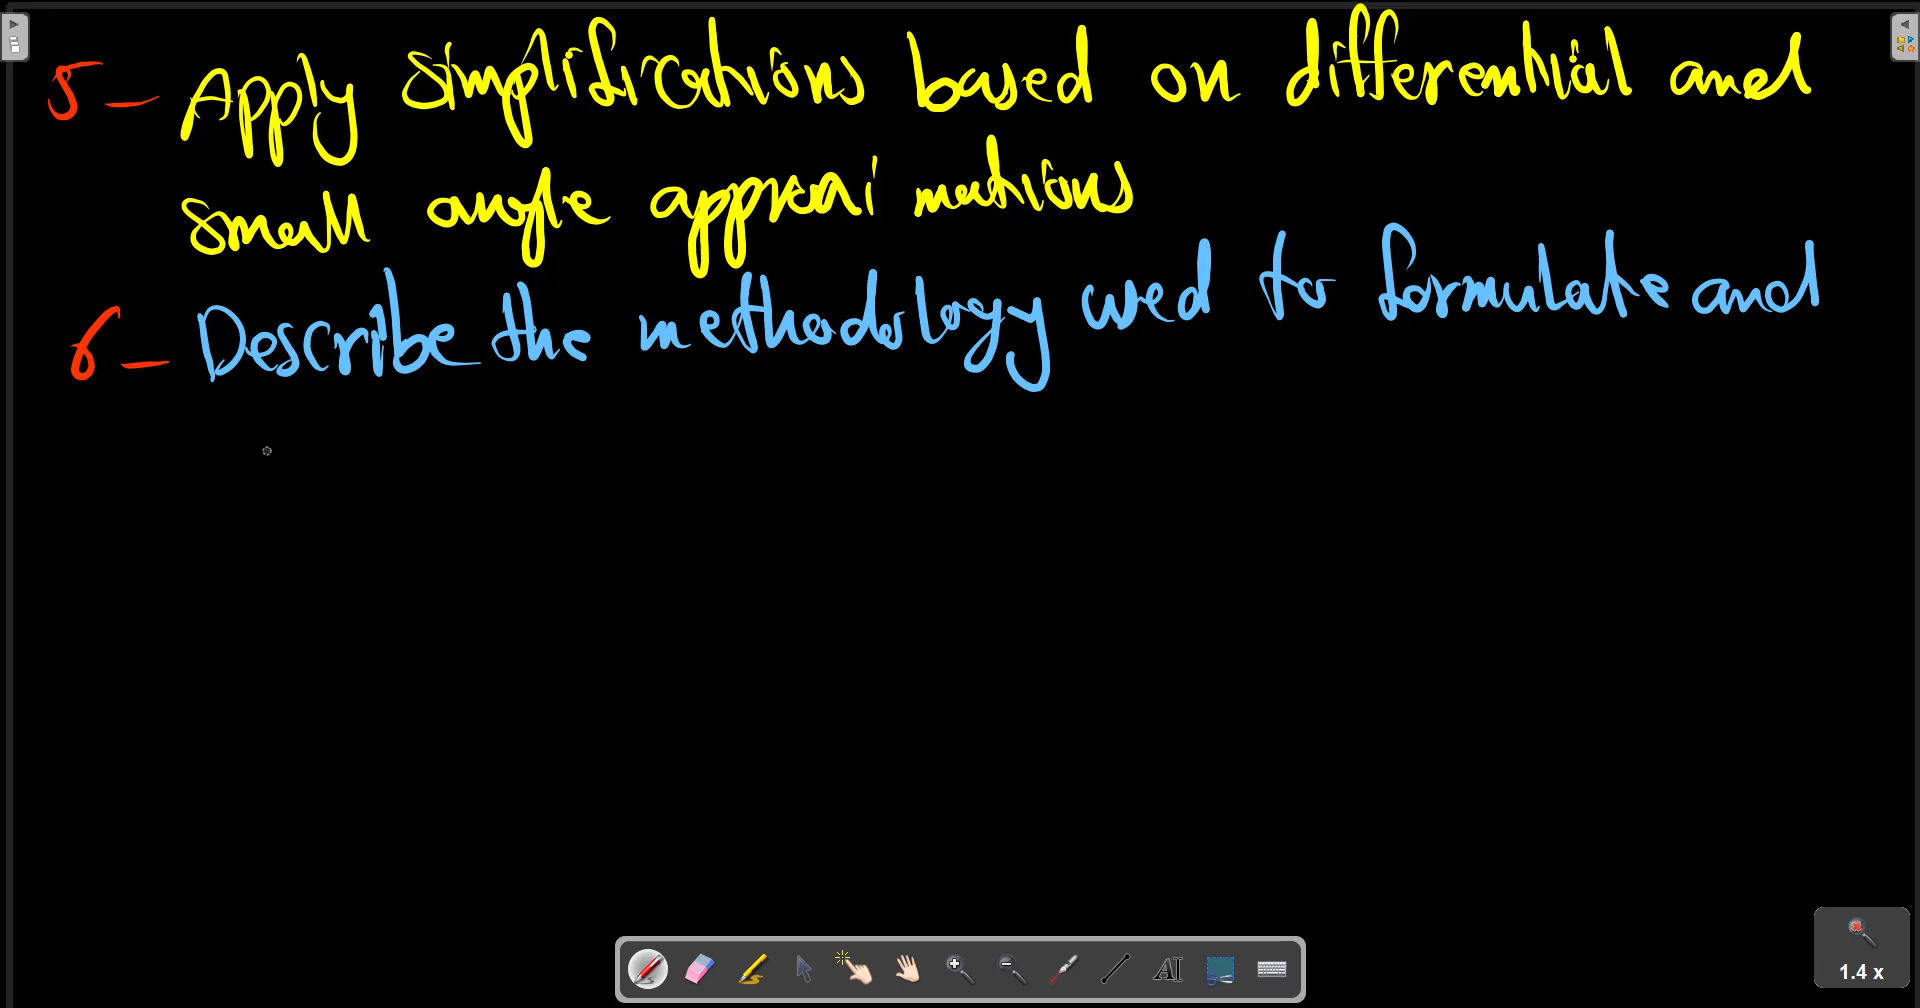 5- Apply simplifications based on differential and
small angle approximations
6- Describe the methodology used to formulate and
1.4 x